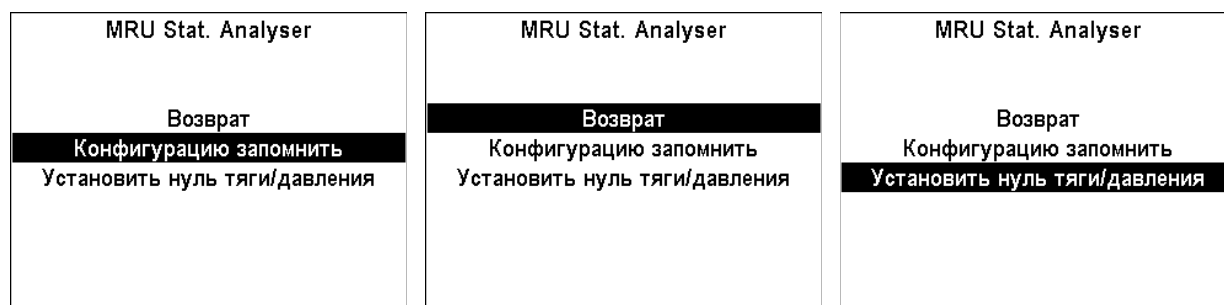 MRU Stat. Analyser
Возврат
Конфигурацию запомнить
Установить нуль тяги/давления
MRU Stat. Analyser
Возврат
Конфигурацию запомнить
Установить нуль тяги/давления
MRU Stat. Analyser
Возврат
Конфигурацию запомнить
Установить нуль тяги/давления